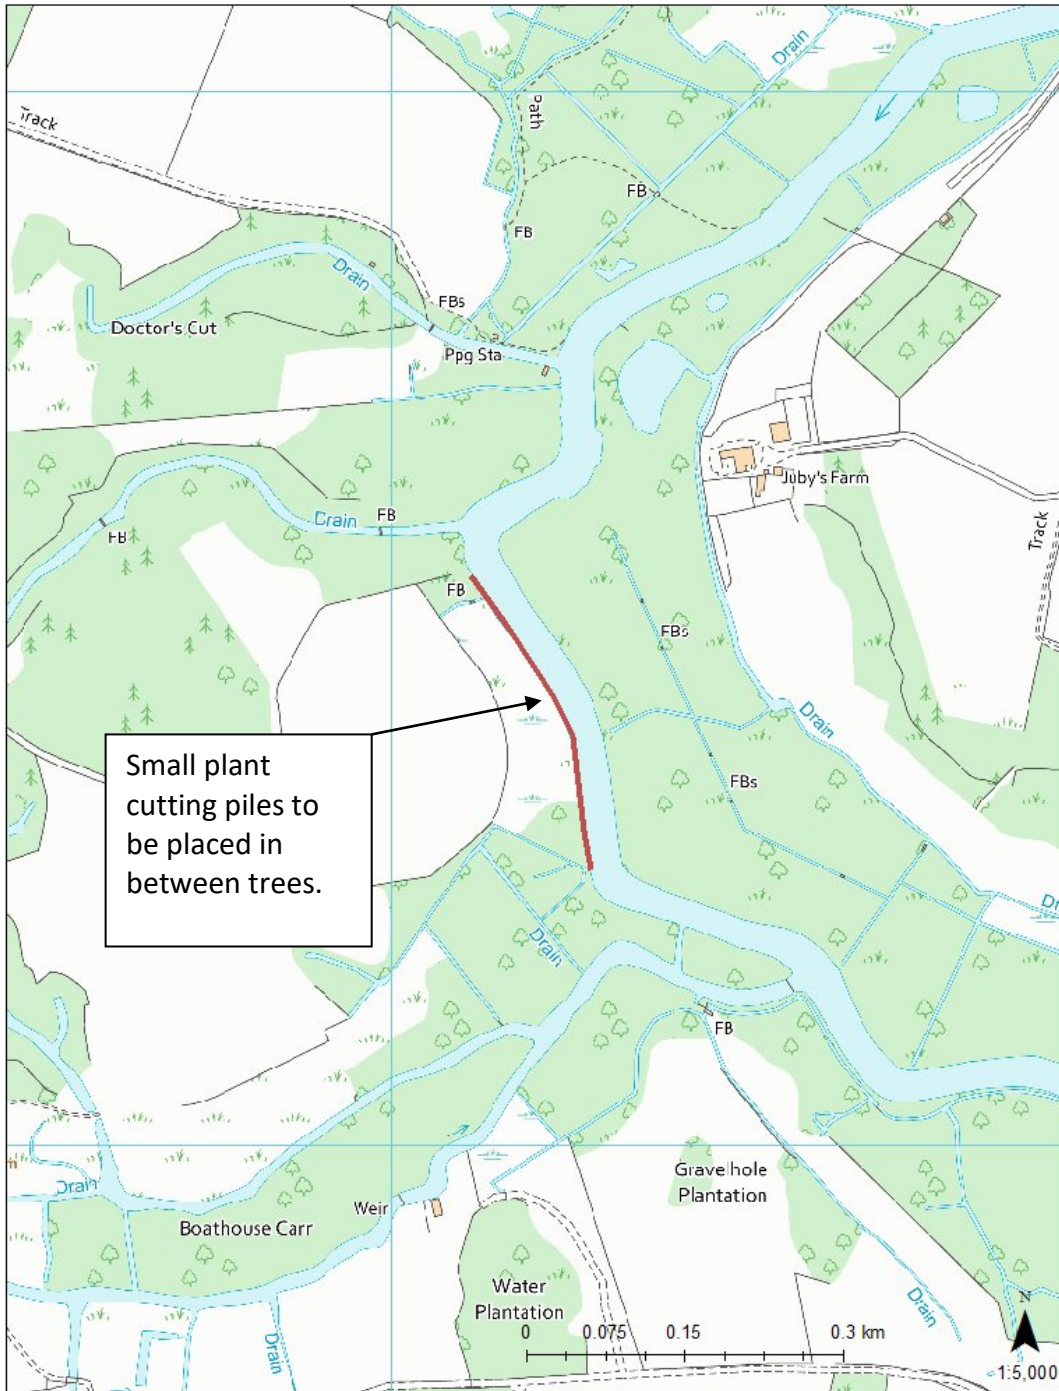 Drain
Track
Path
FB
FB
Drain
FBs
Doctor's Cut
Ppg Sta
Juby's Farm
Drain
FB
FB
Track
FB
FBs
Drain
Small plant
cutting piles to
be placed in
between trees.
FBs
Dr
Drain
FB
Gravelhole
Plantation
Drain
Weir
Boathouse Carr
Water
Plantation
Drain
Drain
N
0 0.075 0.15 0.3 km
1:5,000